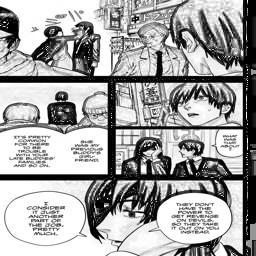 WHAT
WAS
THAT
ABOUT
SHE WAS
MY
PREVIOUS
BUDDY'S
GIRL-
FRIEND.
IT'S PRETTY
COMMON
FOR THERE
TO BE
TROUBLE
WITH YOUR
LATE BUDDIES'
FAMILIES
AND SO ON.
THEY DON'T
HAVE THE
POWER TO
GET REVENGE
ON DEVILS,
SO THEY TAKE
IT OUT ON
YOU
INSTEAD.
I
CONSIDER
IT JUST
ANOTHER
PART OF
THE JOB,
PRETTY
MUCH.